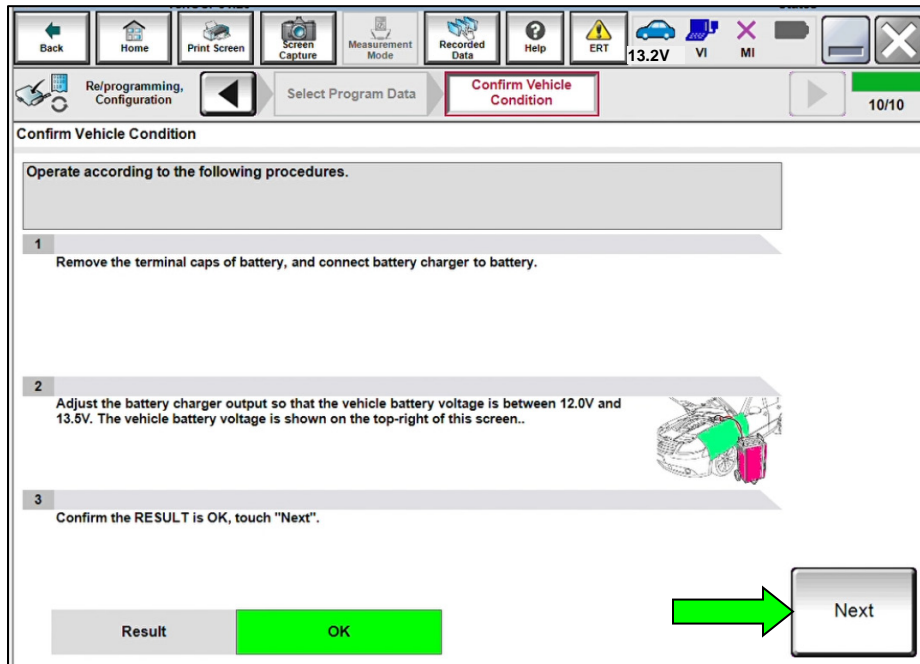 Back
Home
Print Screen
Screen
Capture
Measurement
Mode
Recorded
Data
Help
ERT
13.2V
VI
MI
Re/programming,
Configuration
Select Program Data
Confirm Vehicle
Condition
10/10
Confirm Vehicle Condition
Operate according to the following procedures.
1
Remove the terminal caps of battery, and connect battery charger to battery.
2
Adjust the battery charger output so that the vehicle battery voltage is between 12.0V and
13.5V. The vehicle battery voltage is shown on the top-right of this screen..
3
Confirm the RESULT is OK, touch "Next".
Result
OK
Next